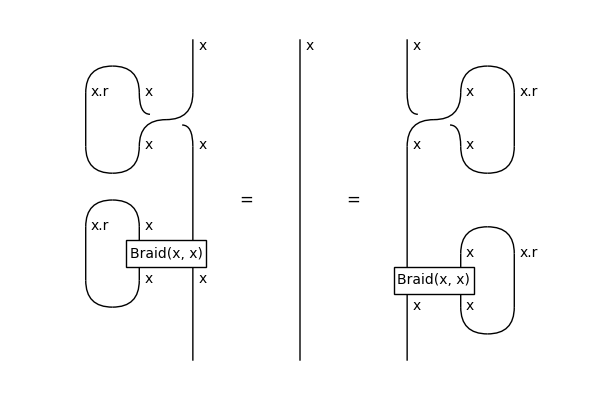 x x x
x.r x x x.r
x x x x
= =
x.r x
Braid(x, x) x x.r
x x Braid(x, x)
x x